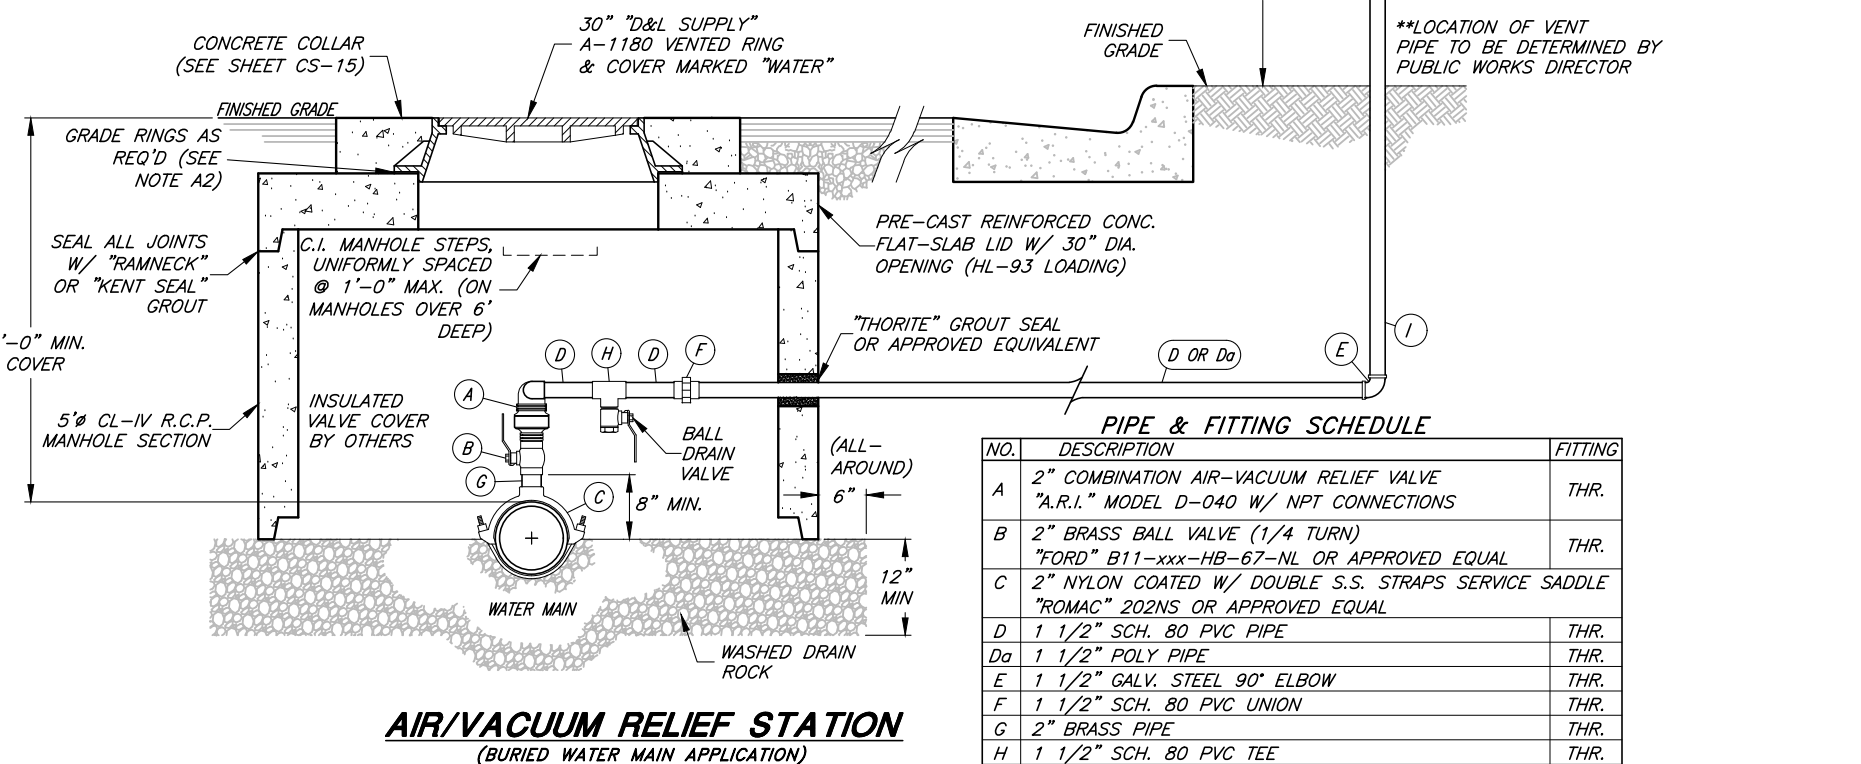 CONCRETE COLLAR
(SEE SHEET CS-15)
30" "D&L SUPPLY"
A-1180 VENTED RING
& COVER MARKED "WATER"
FINISHED
GRADE
**LOCATION OF VENT
PIPE TO BE DETERMINED BY
PUBLIC WORKS DIRECTOR
FINISHED GRADE
GRADE RINGS AS
REQ'D (SEE
NOTE A2)
SEAL ALL JOINTS
W/ "RAMNECK"
OR "KENT SEAL"
GROUT
C.I. MANHOLE STEPS,
UNIFORMLY SPACED
@ 1'-0" MAX. (ON
MANHOLES OVER 6'
DEEP)
PRE-CAST REINFORCED CONC.
FLAT-SLAB LID W/ 30" DIA.
OPENING (HL-93 LOADING)
'-0" MIN.
COVER
"THORITE" GROUT SEAL
OR APPROVED EQUIVALENT
D
H
D
F
D OR Da
E
I
A
B
G
C
5'ø CL-IV R.C.P.
MANHOLE SECTION
INSULATED
VALVE COVER
BY OTHERS
BALL
DRAIN
VALVE
(ALL-
AROUND)
6"
8" MIN.
12"
MIN
WATER MAIN
WASHED DRAIN
ROCK
AIR/VACUUM RELIEF STATION
(BURIED WATER MAIN APPLICATION)
PIPE & FITTING SCHEDULE
NO. DESCRIPTION FITTING
A 2" COMBINATION AIR-VACUUM RELIEF VALVE
"A.R.I." MODEL D-040 W/ NPT CONNECTIONS THR.
B 2" BRASS BALL VALVE (1/4 TURN)
"FORD" B11-xxx-HB-67-NL OR APPROVED EQUAL THR.
C 2" NYLON COATED W/ DOUBLE S.S. STRAPS SERVICE SADDLE
"ROMAC" 202NS OR APPROVED EQUAL
D 1 1/2" SCH. 80 PVC PIPE THR.
Da 1 1/2" POLY PIPE THR.
E 1 1/2" GALV. STEEL 90° ELBOW THR.
F 1 1/2" SCH. 80 PVC UNION THR.
G 2" BRASS PIPE THR.
H 1 1/2" SCH. 80 PVC TEE THR.